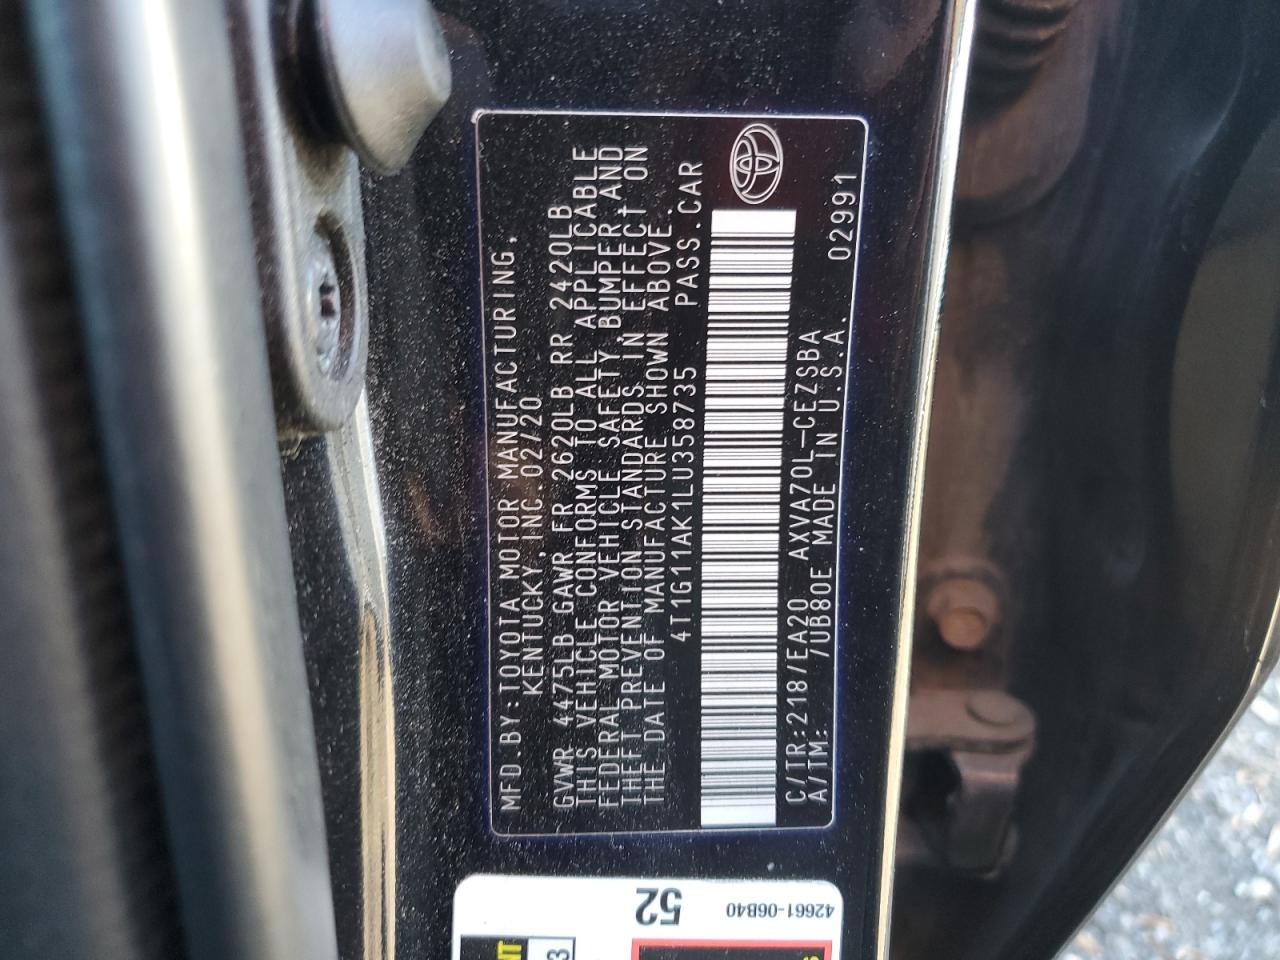 MFD.BY:TOYOTA MOTOR MANUFACTURING,
KENTUCKY,INC.02/20
GVWR 4475LB GAWR FR 2620LB RR 2420LB
THIS VEHICLE CONFORMS TO ALL APPLICABLE
FEDERAL MOTOR VEHICLE SAFETY,BUMPER,AND
THEFT PREVENTION STANDARDS IN EFFECT ON
THE DATE OF MANUFACTURE SHOWN ABOVE.
4T1G11AK1LU358735 PASS.CAR
C/TR:218/EA20 AXVA70L-CEZSBA
A/TM: /UB80E MADE IN U.S.A. 02991
52
42661-06B40